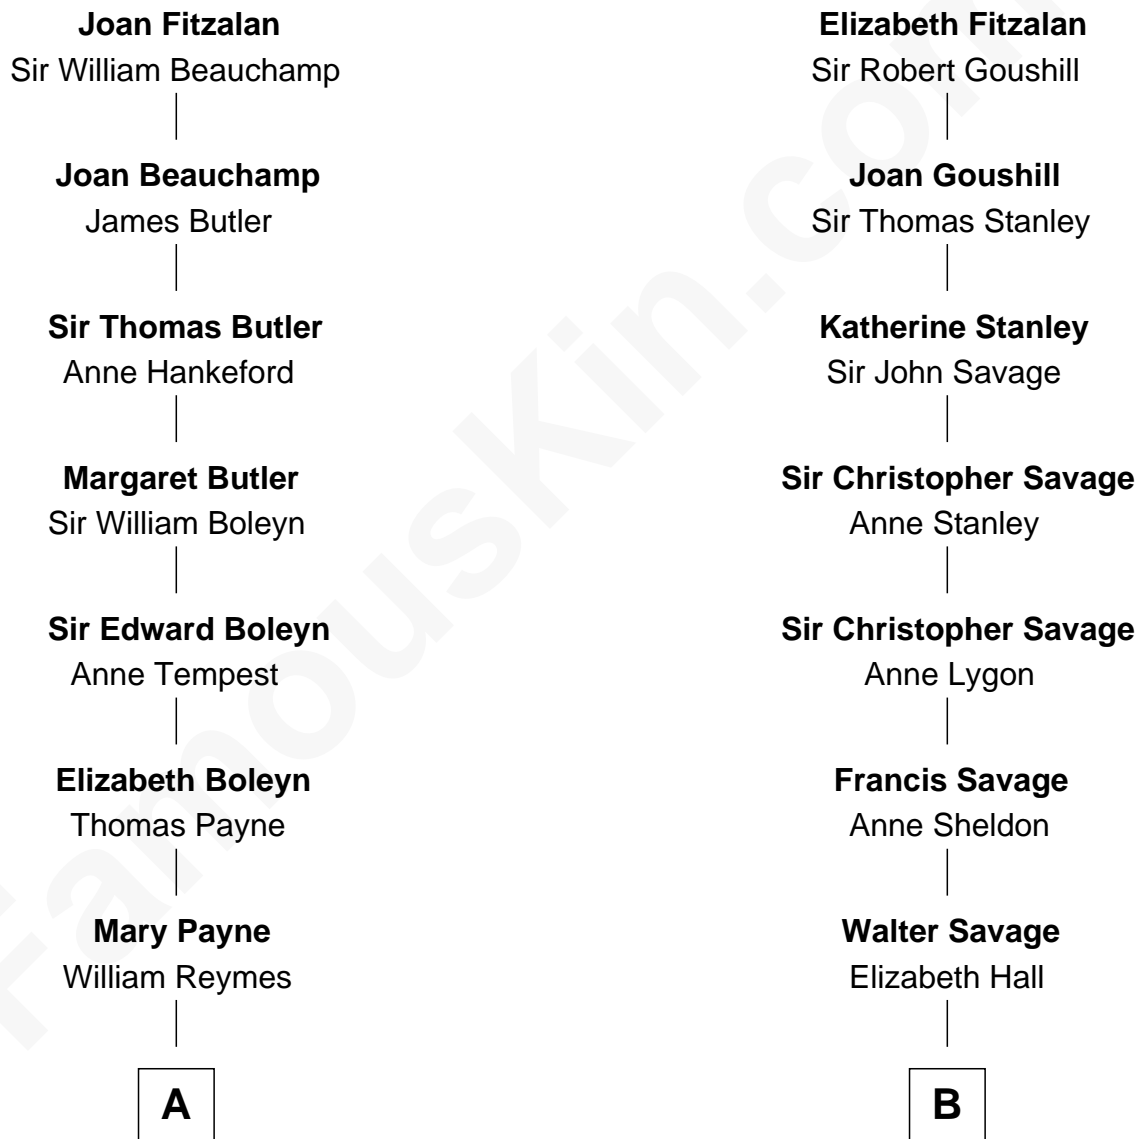 Joan Fitzalan
Sir William Beauchamp
Joan Beauchamp
James Butler
Sir Thomas Butler
Anne Hankeford
Margaret Butler
Sir William Boleyn
Sir Edward Boleyn
Anne Tempest
Elizabeth Boleyn
Thomas Payne
Mary Payne
William Reymes
A
Elizabeth Fitzalan
Sir Robert Goushill
Joan Goushill
Sir Thomas Stanley
Katherine Stanley
Sir John Savage
Sir Christopher Savage
Anne Stanley
Sir Christopher Savage
Anne Lygon
Francis Savage
Anne Sheldon
Walter Savage
Elizabeth Hall
B
FamousKin.com